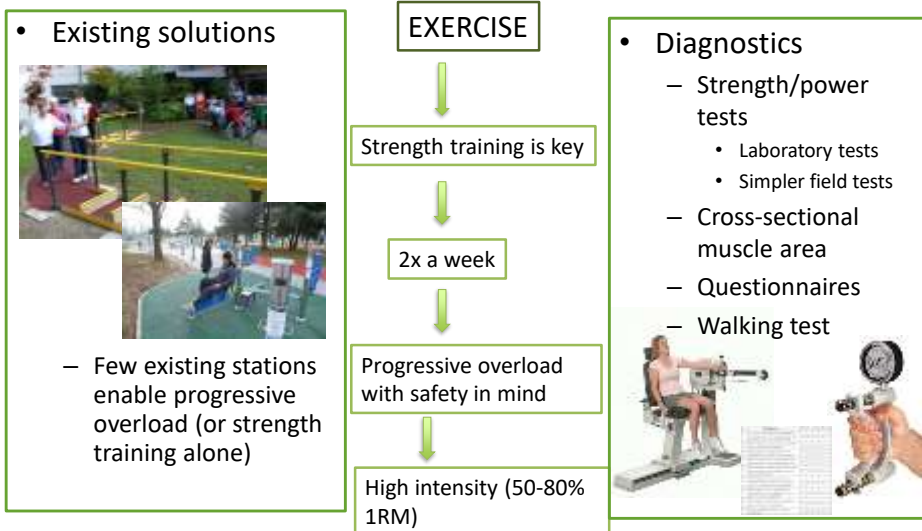 • Existing solutions
– Few existing stations
enable progressive
overload (or strength
training alone)
EXERCISE
Strength training is key
2x a week
Progressive overload
with safety in mind
High intensity (50-80%
1RM)
• Diagnostics
– Strength/power
tests
• Laboratory tests
• Simpler field tests
– Cross-sectional
muscle area
– Questionnaires
– Walking test